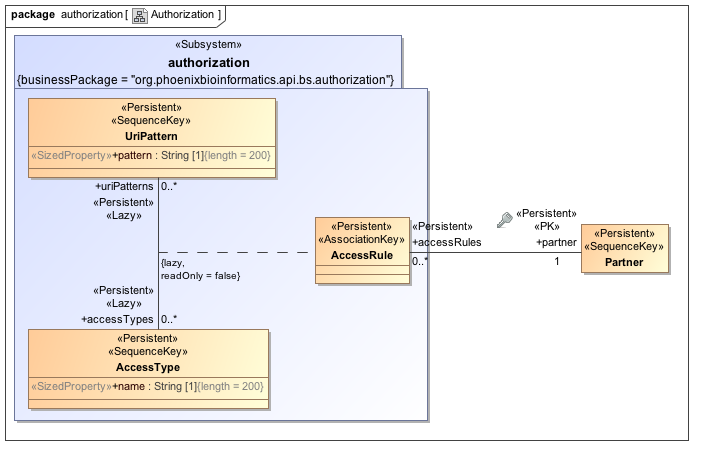 package authorization [ Authorization ]
«Subsystem»
authorization
{businessPackage = "org.phoenixbioinformatics.api.bs.authorization"}
«Persistent»
«SequenceKey»
UriPattern
«SizedProperty»+pattern : String [1]{length = 200}
+uriPatterns 0..*
«Persistent»
«Lazy»
{lazy,
readOnly = false}
«Persistent»
«Lazy»
+accessTypes 0..*
«Persistent»
«SequenceKey»
AccessType
«SizedProperty»+name : String [1]{length = 200}
«Persistent»
«AssociationKey»
AccessRule
«Persistent»
+accessRules
0..*
«Persistent»
«PK»
+partner
1
«Persistent»
«SequenceKey»
Partner